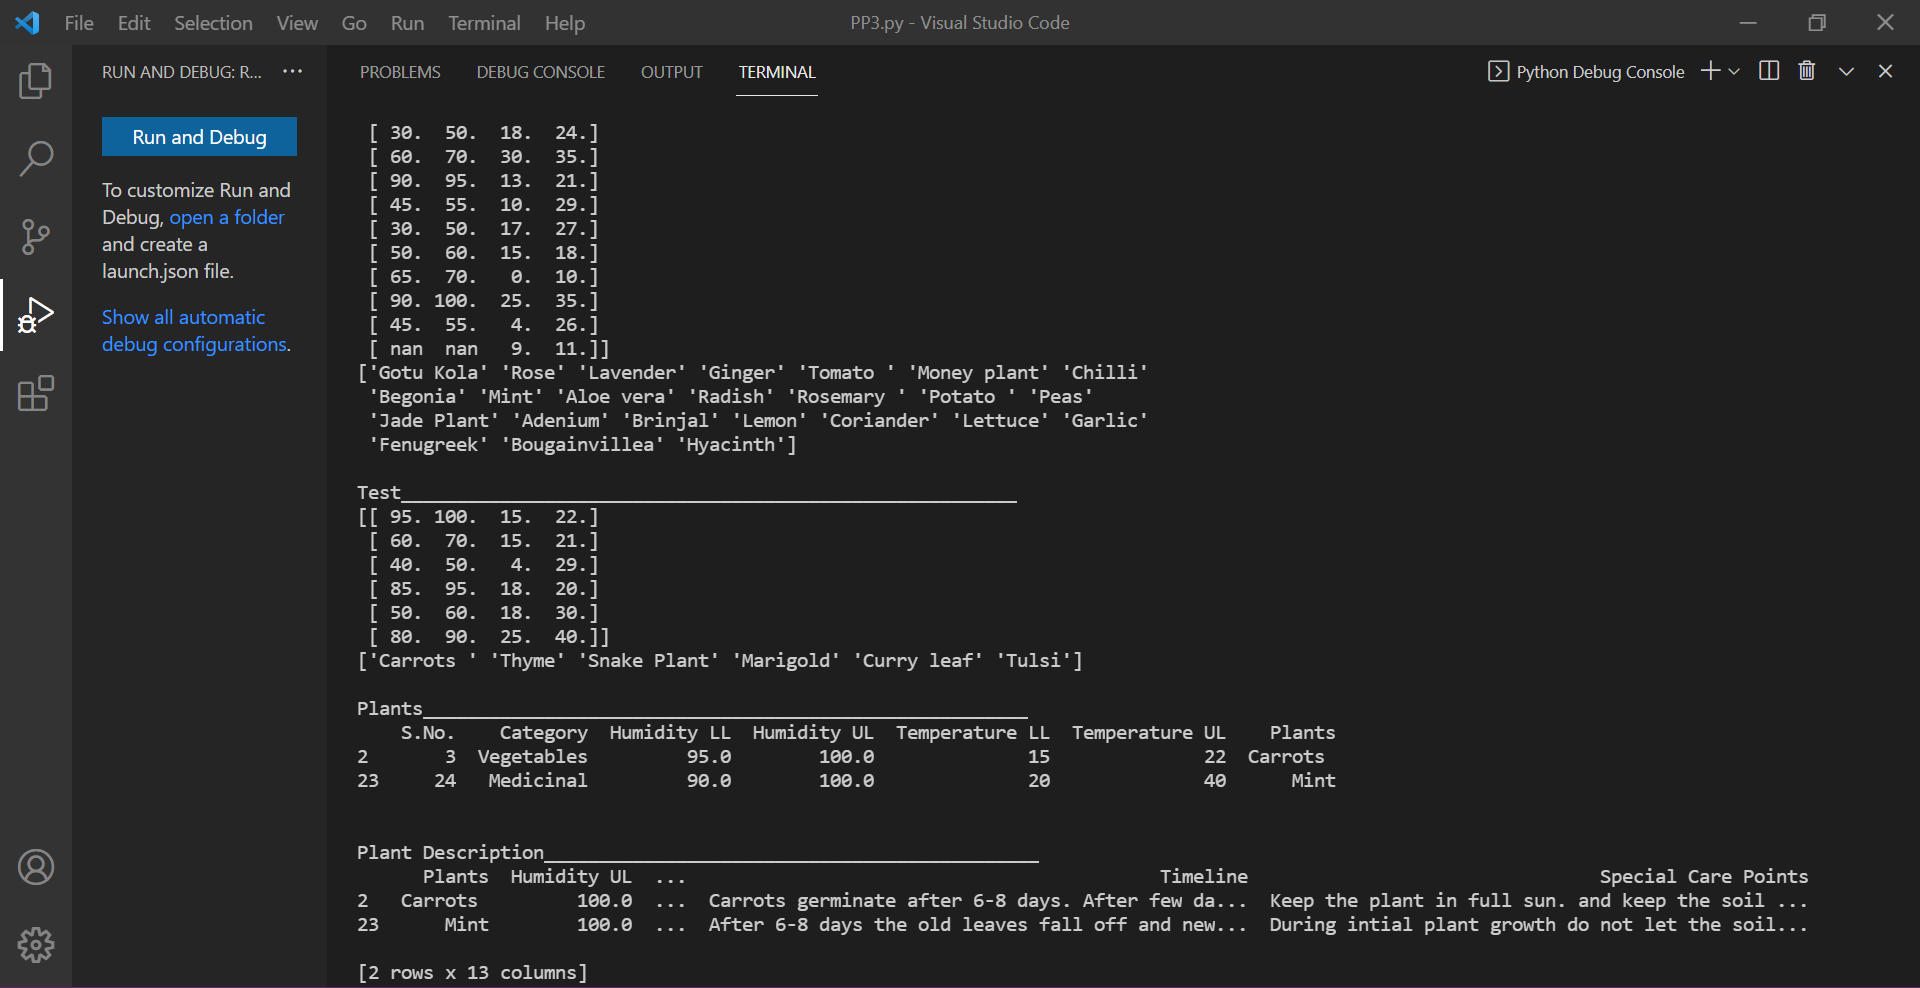 File Edit Selection View Go Run Terminal Help PP3.py - Visual Studio Code
RUN AND DEBUG: R... ...
Run and Debug
To customize Run and
Debug, open a folder
and create a
launch.json file.
Show all automatic
debug configurations.
PROBLEMS DEBUG CONSOLE OUTPUT TERMINAL Python Debug Console
[ 30. 50. 18. 24.]
[ 60. 70. 30. 35.]
[ 90. 95. 13. 21.]
[ 45. 55. 10. 29.]
[ 30. 50. 17. 27.]
[ 50. 60. 15. 18.]
[ 65. 70. 0. 10.]
[ 90. 100. 25. 35.]
[ 45. 55. 4. 26.]
[ nan nan 9. 11.]]
['Gotu Kola' 'Rose' 'Lavender' 'Ginger' 'Tomato ' 'Money plant' 'Chilli'
'Begonia' 'Mint' 'Aloe vera' 'Radish' 'Rosemary ' 'Potato ' 'Peas'
'Jade Plant' 'Adenium' 'Brinjal' 'Lemon' 'Coriander' 'Lettuce' 'Garlic'
'Fenugreek' 'Bougainvillea' 'Hyacinth']
Test________________________________________________________
[[ 95. 100. 15. 22.]
[ 60. 70. 15. 21.]
[ 40. 50. 4. 29.]
[ 85. 95. 18. 20.]
[ 50. 60. 18. 30.]
[ 80. 90. 25. 40.]]
['Carrots ' 'Thyme' 'Snake Plant' 'Marigold' 'Curry leaf' 'Tulsi']
Plants_______________________________________________________
S.No. Category Humidity LL Humidity UL Temperature LL Temperature UL Plants
2 3 Vegetables 95.0 100.0 15 22 Carrots
23 24 Medicinal 90.0 100.0 20 40 Mint
Plant Description_____________________________________________
Plants Humidity UL ... Timeline Special Care Points
2 Carrots 100.0 ... Carrots germinate after 6-8 days. After few da... Keep the plant in full sun. and keep the soil ...
23 Mint 100.0 ... After 6-8 days the old leaves fall off and new... During intial plant growth do not let the soil...
[2 rows x 13 columns]